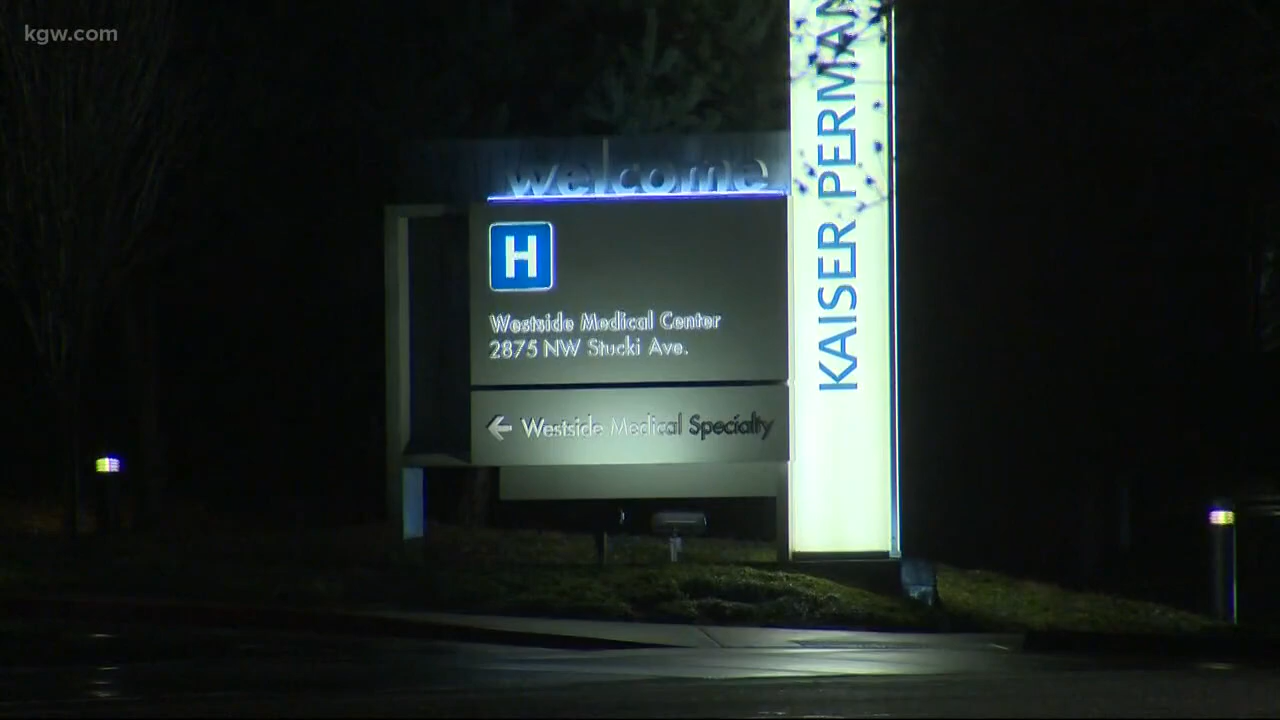 kgw.com
welcome
H
Westside Medical Center
2875 NW Stucki Ave.
← Westside Medical Specialty
KAISER PERMAN